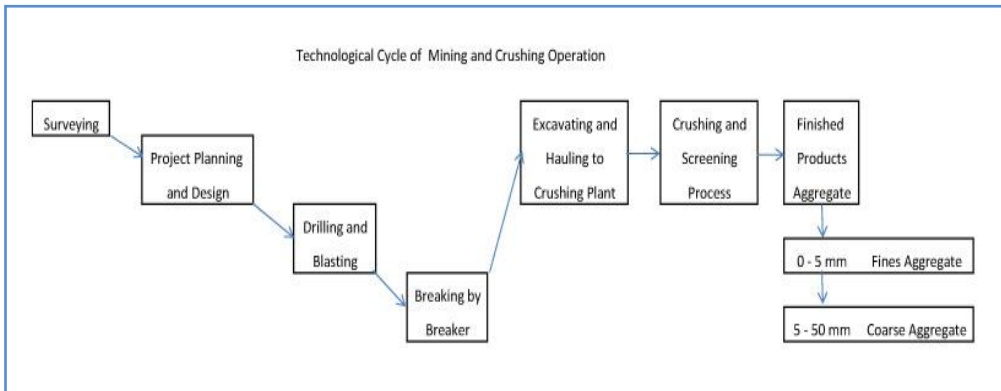 Technological Cycle of Mining and Crushing Operation
Surveying
Project Planning
and Design
Drilling and
Blasting
Breaking by
Breaker
Excavating and
Hauling to
Crushing Plant
Crushing and
Screening
Process
Finished
Products
Aggregate
0 - 5 mm Fines Aggregate
5 - 50 mm Coarse Aggregate